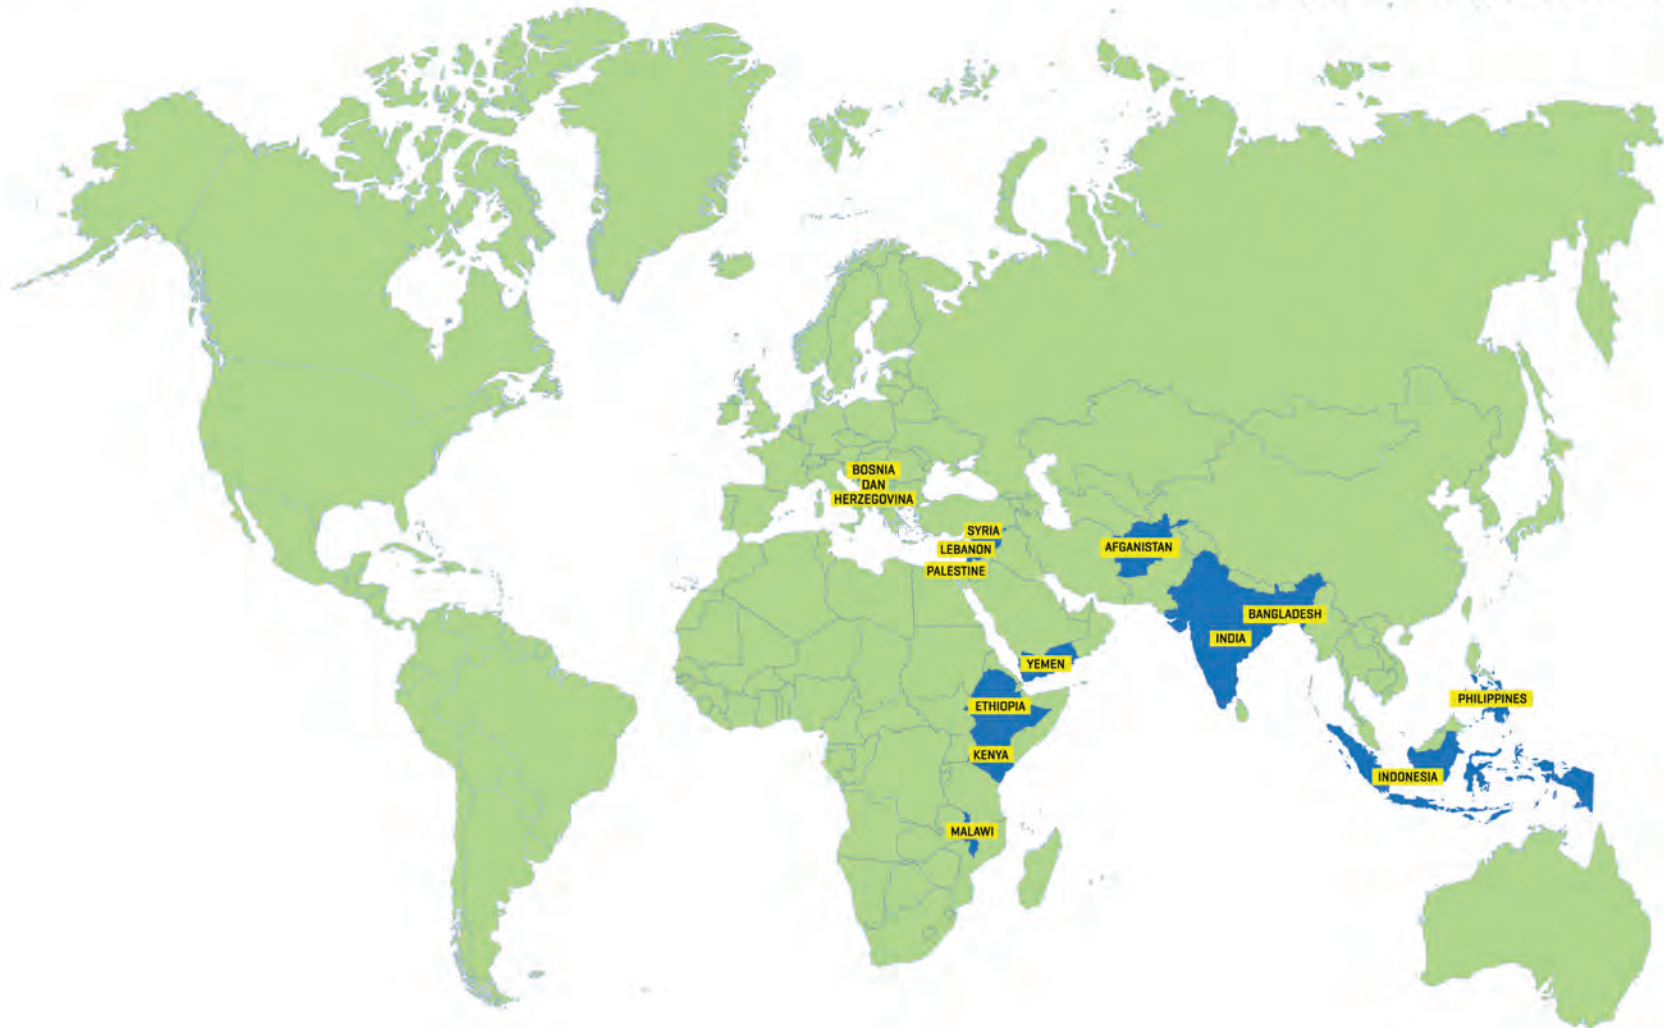 BOSNIA
DAN
HERZEGOVINA
SYRIA
LEBANON
PALESTINE
AFGANISTAN
BANGLADESH
INDIA
YEMEN
ETHIOPIA
KENYA
MALAWI
PHILIPPINES
INDONESIA